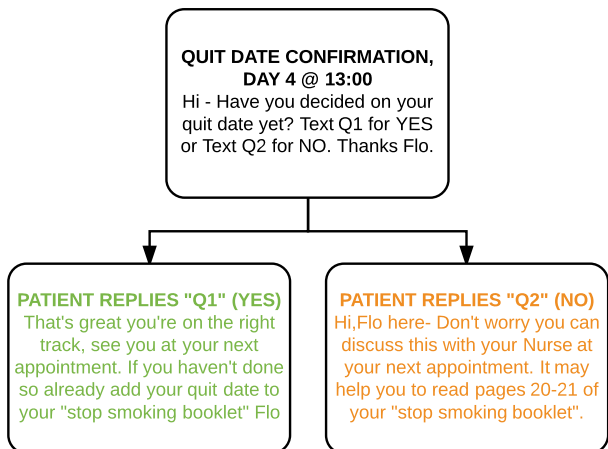 QUIT DATE CONFIRMATION,
DAY 4 @ 13:00
Hi - Have you decided on your
quit date yet? Text Q1 for YES
or Text Q2 for NO. Thanks Flo.
PATIENT REPLIES "Q1" (YES)
That's great you're on the right
track, see you at your next
appointment. If you haven't done
so already add your quit date to
your "stop smoking booklet" Flo
PATIENT REPLIES "Q2" (NO)
Hi,Flo here- Don't worry you can
discuss this with your Nurse at
your next appointment. It may
help you to read pages 20-21 of
your "stop smoking booklet".